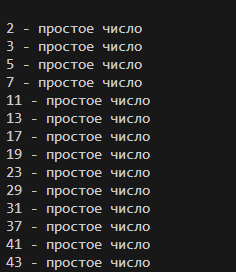 2 - простое число
3 - простое число
5 - простое число
7 - простое число
11 - простое число
13 - простое число
17 - простое число
19 - простое число
23 - простое число
29 - простое число
31 - простое число
37 - простое число
41 - простое число
43 - простое число